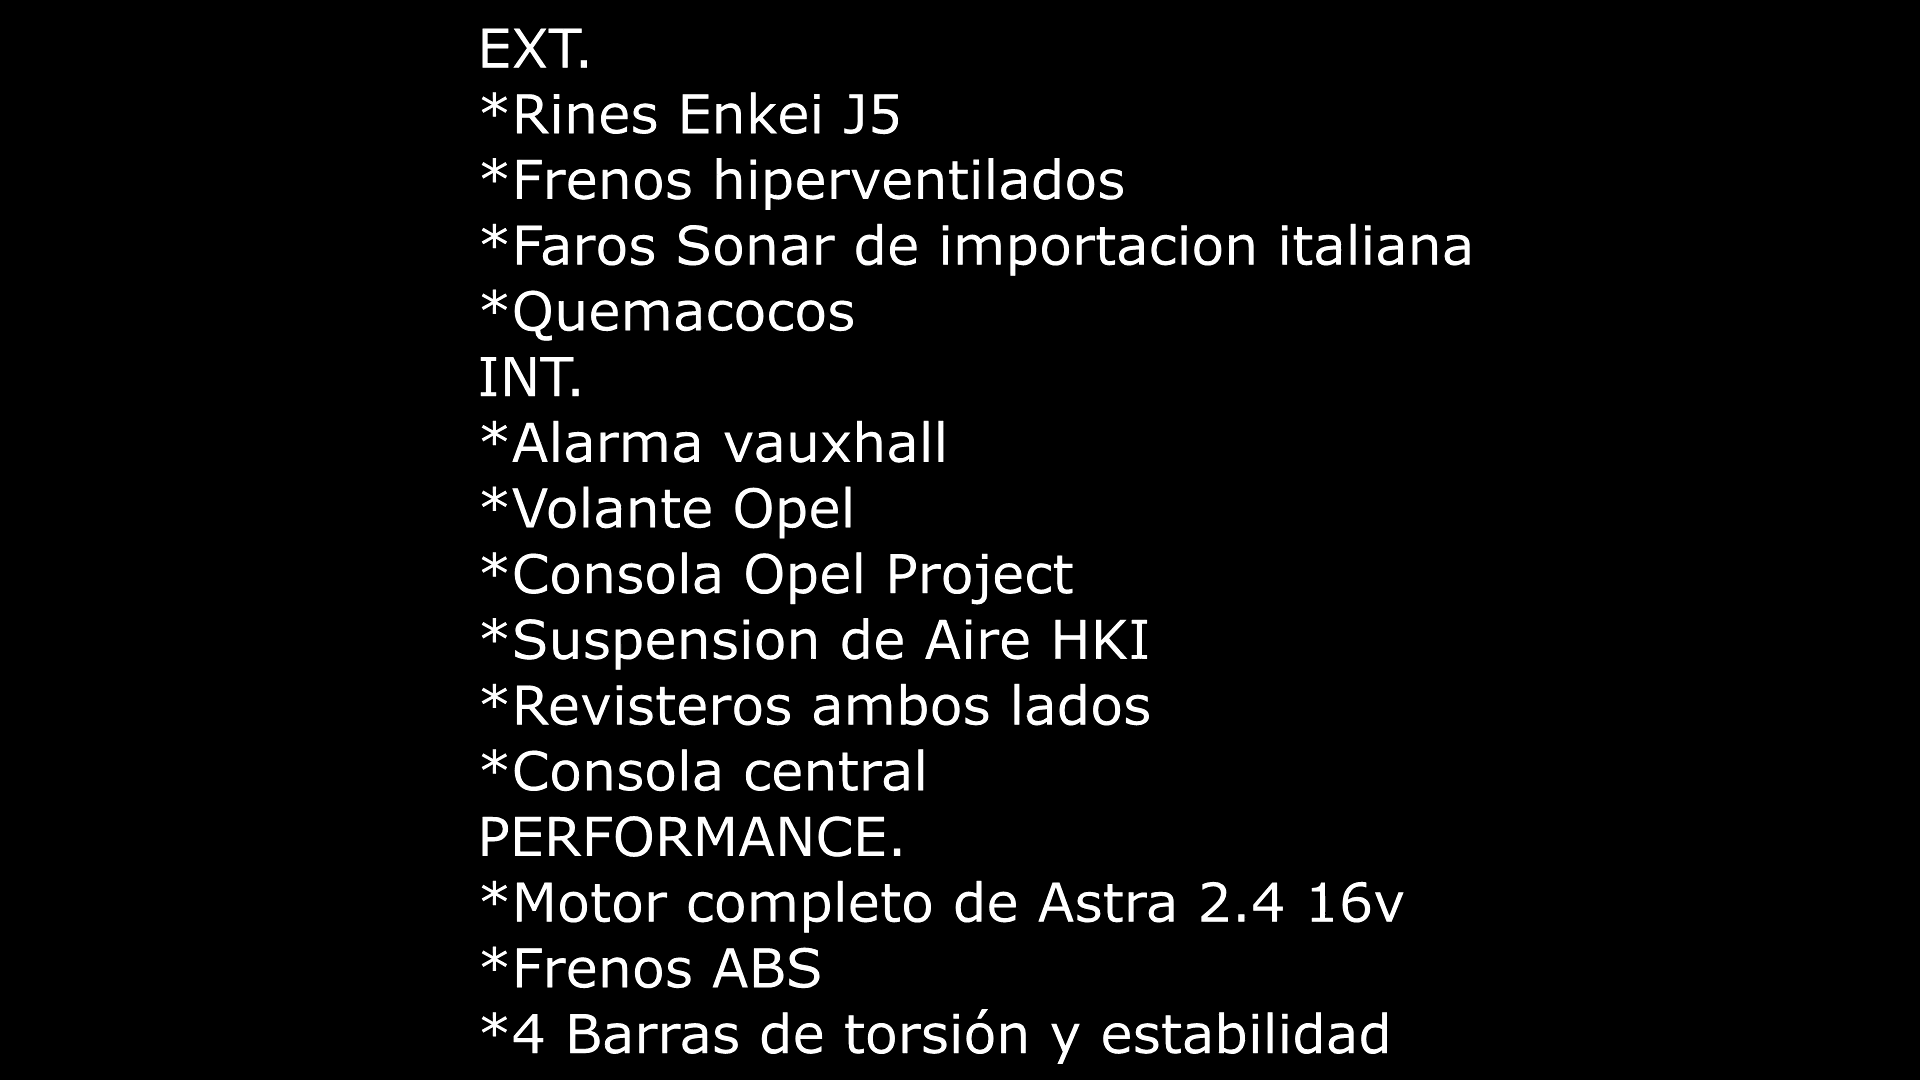 EXT.
*Rines Enkei J5
*Frenos hiperventilados
*Faros Sonar de importacion italiana
*Quemacocos
INT.
*Alarma vauxhall
*Volante Opel
*Consola Opel Project
*Suspension de Aire HKI
*Revisteros ambos lados
*Consola central
PERFORMANCE.
*Motor completo de Astra 2.4 16v
*Frenos ABS
*4 Barras de torsión y estabilidad